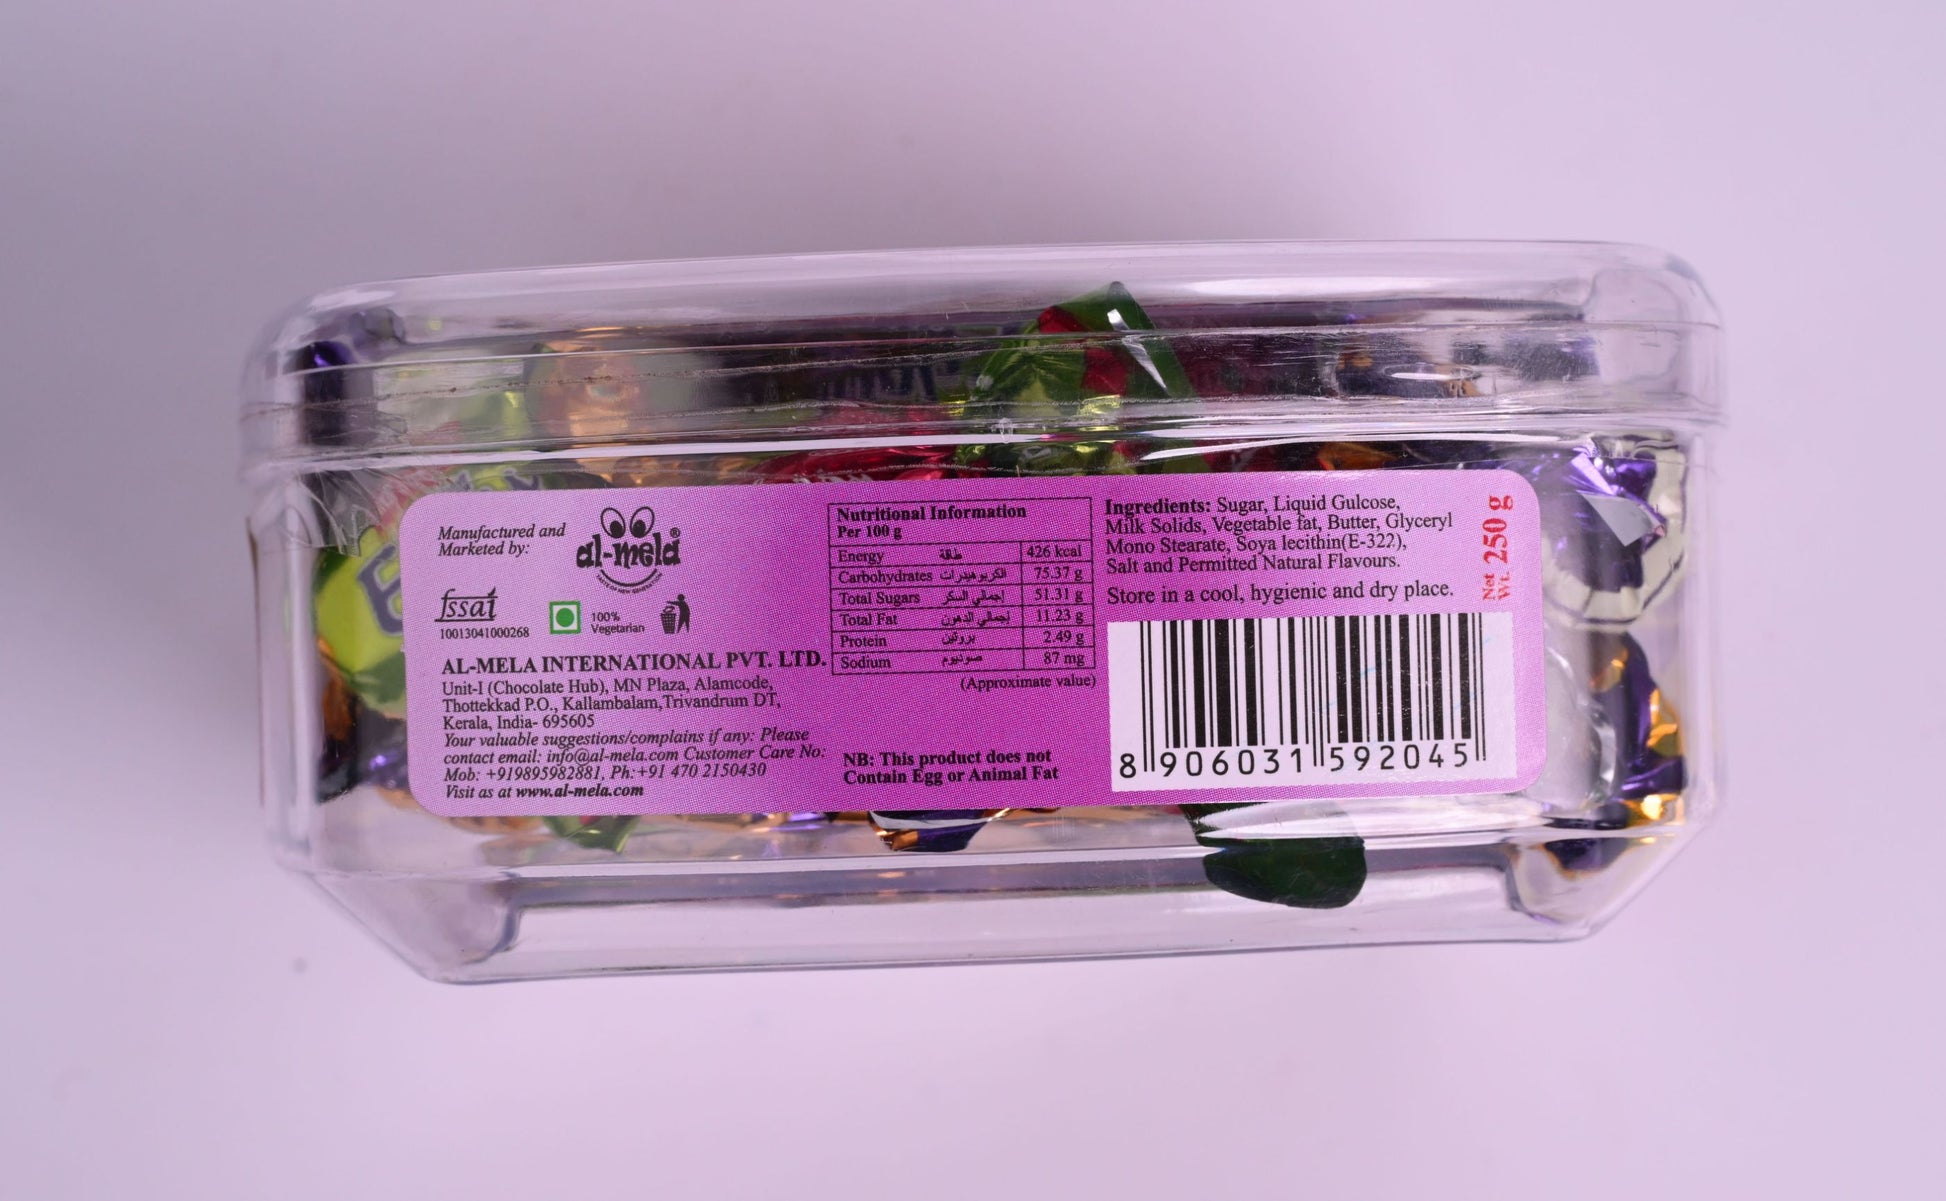 Manufactured and
Marketed by:
al-mela®
fssai
10013041000268
100%
Vegetarian
AL-MELA INTERNATIONAL PVT. LTD.
Unit-I (Chocolate Hub), MN Plaza, Alamcode,
Thottekkad P.O., Kallambalam,Trivandrum DT,
Kerala, India- 695605
Your valuable suggestions/complains if any: Please
contact email: info@al-mela.com Customer Care No:
Mob: +919895982881, Ph:+91 470 2150430
Visit as at www.al-mela.com
Nutritional Information
Per 100 g
Energy طاقة 426 kcal
Carbohydrates الكربوهيدرات 75.37 g
Total Sugars إجمالي السكر 51.31 g
Total Fat إجمالي الدهون 11.23 g
Protein بروتين 2.49 g
Sodium صوديوم 87 mg
(Approximate value)
NB: This product does not
Contain Egg or Animal Fat
Ingredients: Sugar, Liquid Gulcose,
Milk Solids, Vegetable fat, Butter, Glyceryl
Mono Stearate, Soya lecithin(E-322),
Salt and Permitted Natural Flavours.
Store in a cool, hygienic and dry place.
Net
Wt. 250 g
8 906031 592045